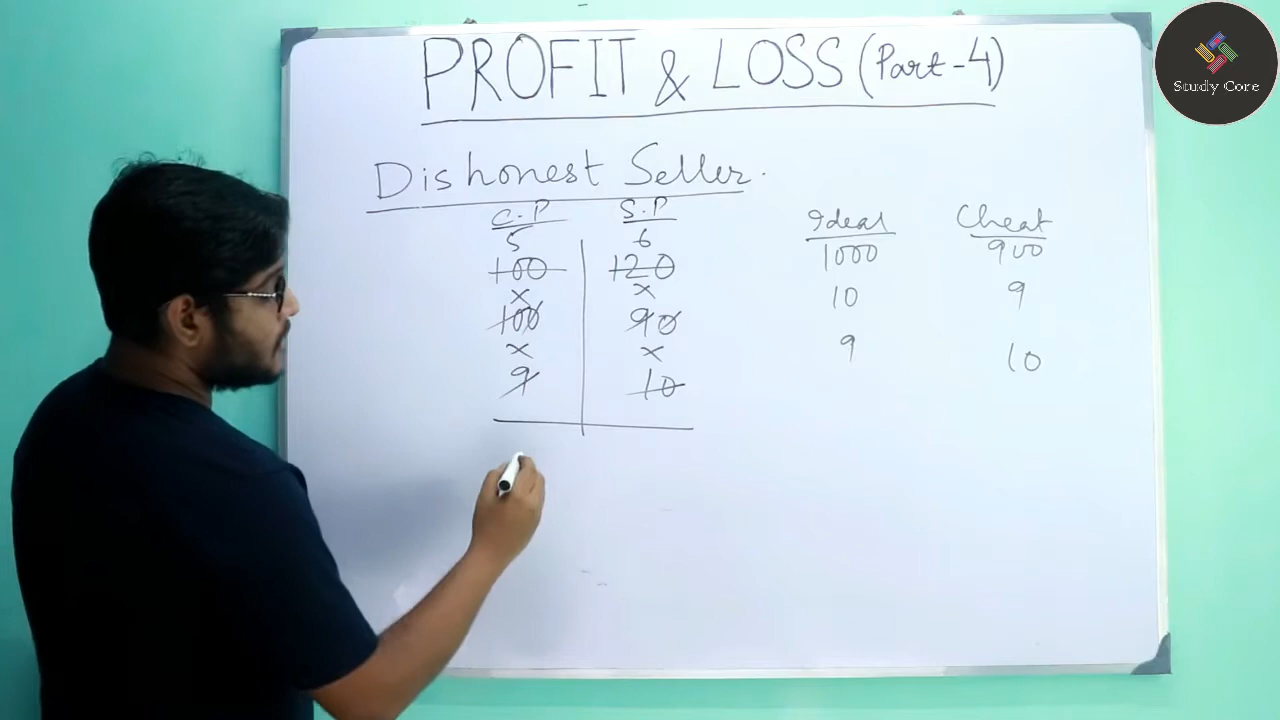 PROFIT & LOSS (Part-4)
Study Core
Dishonest Seller.
C.P S.P
5 6
100 120
x x
100 90
x x
9 10
Ideal Cheat
1000 900
10 9
9 10